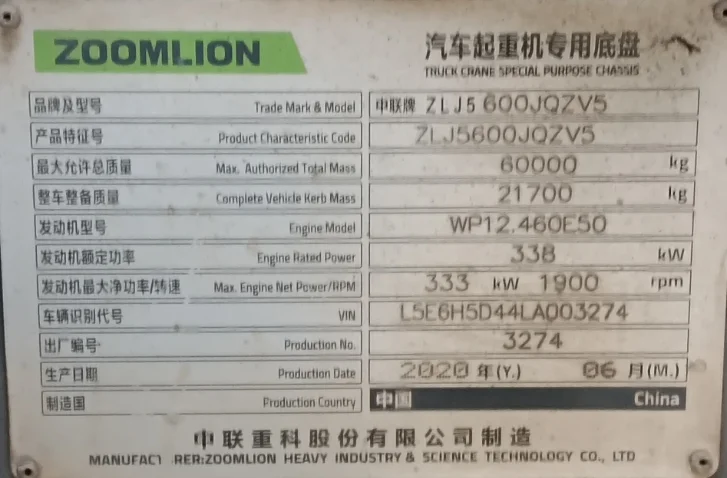 ZOOMLION 汽车起重机专用底盘
TRUCK CRANE SPECIAL PURPOSE CHASSIS
品牌及型号 Trade Mark & Model 中联牌 ZLJ5600JQZV5
产品特征号 Product Characteristic Code ZLJ5600JQZV5
最大允许总质量 Max. Authorized Total Mass 60000 kg
整车整备质量 Complete Vehicle Kerb Mass 21700 kg
发动机型号 Engine Model WP12.460E50
发动机额定功率 Engine Rated Power 338 kW
发动机最大净功率/转速 Max. Engine Net Power/RPM 333 kW 1900 rpm
车辆识别代号 VIN L5E6H5D44LA003274
出厂编号 Production No. 3274
生产日期 Production Date 2020 年(Y.) 06 月(M.)
制造国 Production Country 中国 China
中联重科股份有限公司制造
MANUFACT RER:ZOOMLION HEAVY INDUSTRY & SCIENCE TECHNOLOGY CO., LTD